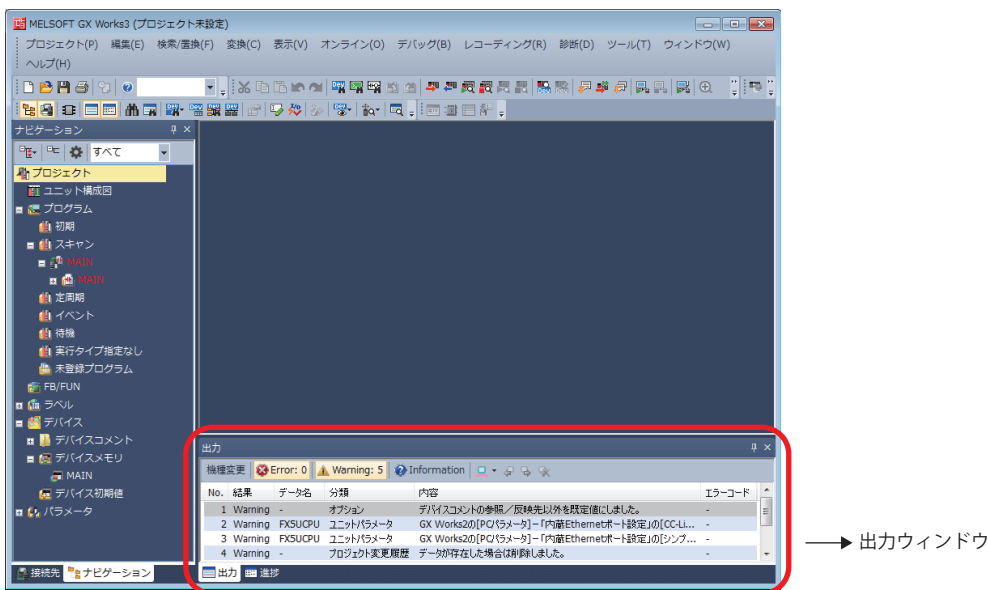 MELSOFT GX Works3 (プロジェクト未設定)
プロジェクト(P) 編集(E) 検索/置換(F) 変換(C) 表示(V) オンライン(O) デバッグ(B) レコーディング(R) 診断(D) ツール(T) ウィンドウ(W)
ヘルプ(H)
ナビゲーション
すべて
プロジェクト
ユニット構成図
プログラム
初期
スキャン
MAIN
MAIN
定周期
イベント
待機
実行タイプ指定なし
未登録プログラム
FB/FUN
ラベル
デバイス
デバイスコメント
デバイスメモリ
MAIN
デバイス初期値
パラメータ
接続先 ナビゲーション
出力
機種変更 Error: 0 Warning: 5 Information
No. 結果 データ名 分類 内容 エラーコード
1 Warning - オプション デバイスコメントの参照／反映先以外を既定値にしました。 -
2 Warning FX5UCPU ユニットパラメータ GX Works2の[PCパラメータ]－「内蔵Ethernetポート設定」の[CC-Li... -
3 Warning FX5UCPU ユニットパラメータ GX Works2の[PCパラメータ]－「内蔵Ethernetポート設定」の[シンプ... -
4 Warning - プロジェクト変更履歴 データが存在した場合は削除しました。 -
出力 進捗
出力ウィンドウ